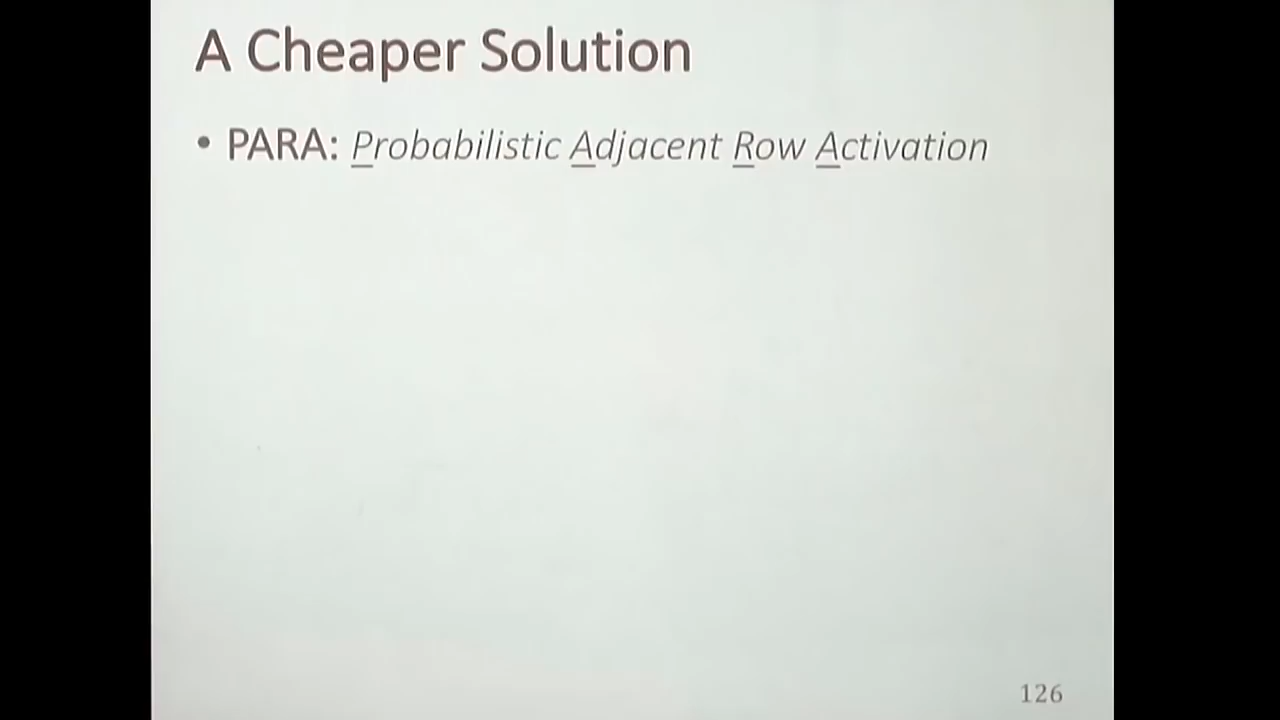 A Cheaper Solution
• PARA: Probabilistic Adjacent Row Activation
126